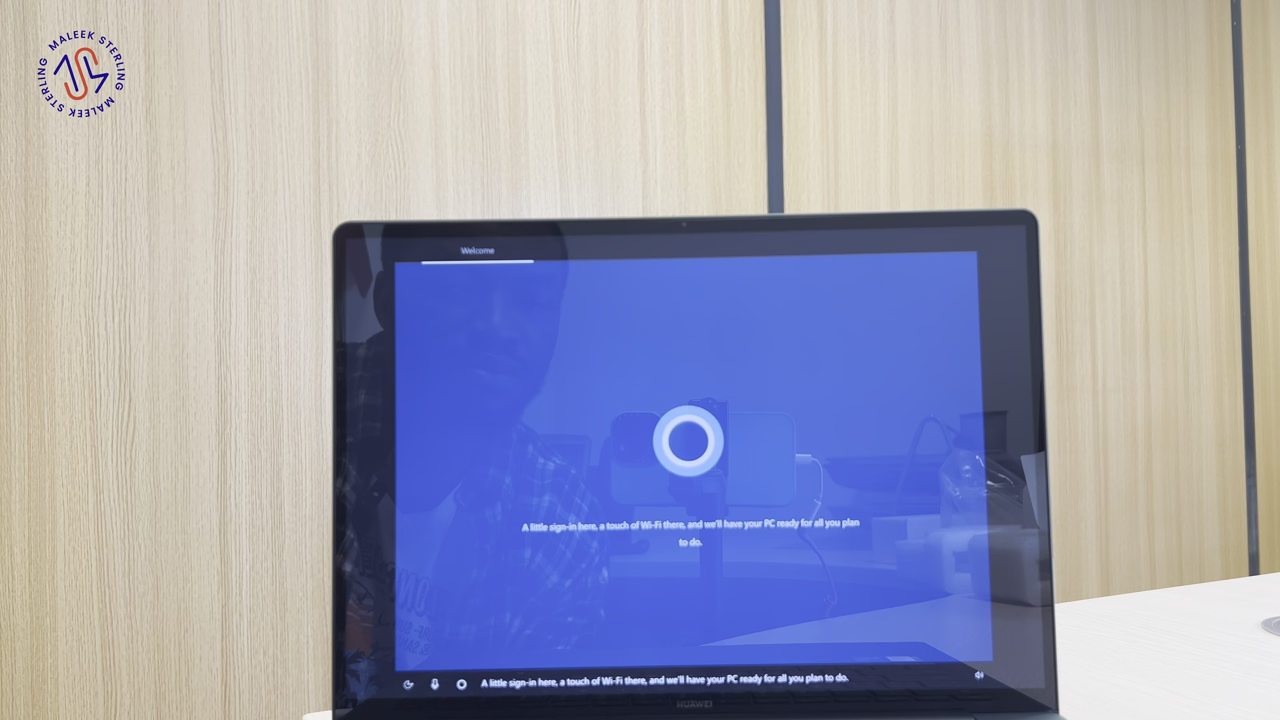 MALEEK STERLING MALEEK STERLING
Welcome
A little sign-in here, a touch of Wi-Fi there, and we'll have your PC ready for all you plan
to do.
A little sign-in here, a touch of Wi-Fi there, and we'll have your PC ready for all you plan to do.
HUAWEI